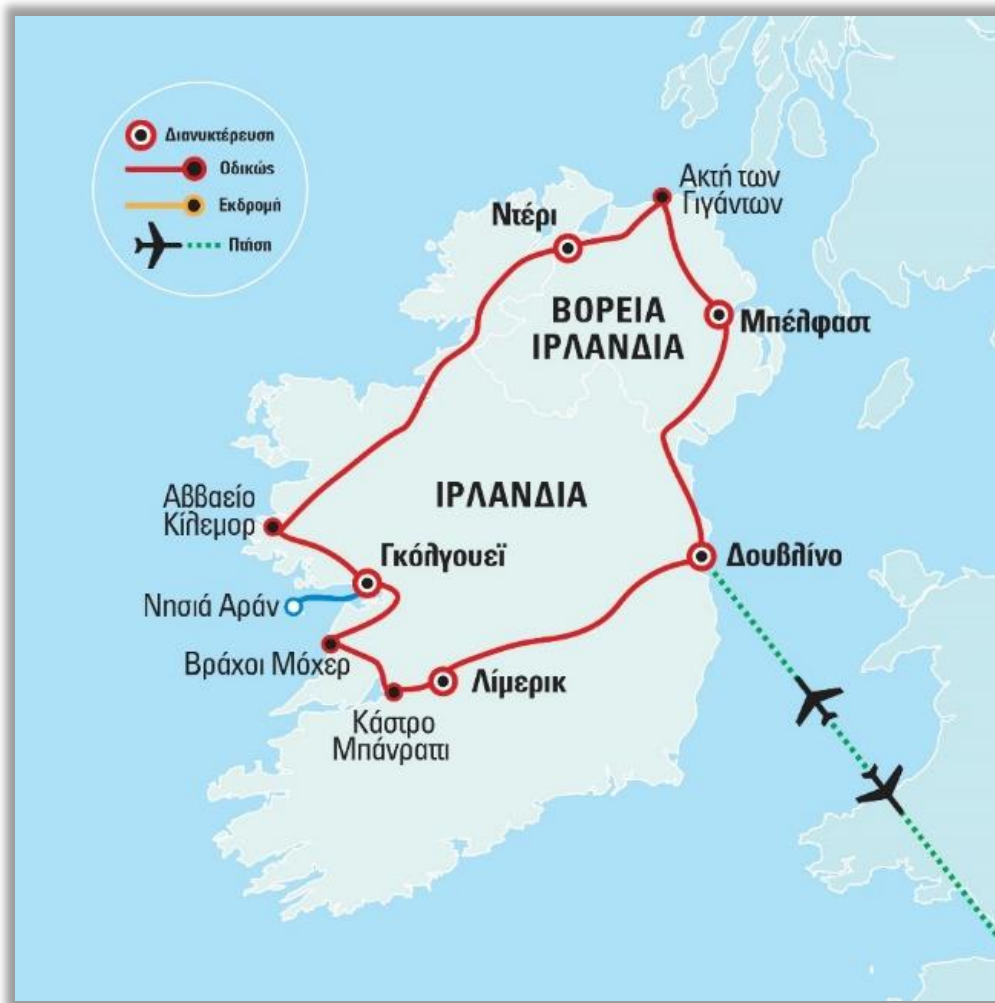 Διανυκτέρευση
Οδικώς
Εκδρομή
Πτήση
Ακτή των
Γιγάντων
Ντέρι
ΒΟΡΕΙΑ
ΙΡΛΑΝΔΙΑ
Μπέλφαστ
Αββαείο
Κίλεμορ
ΙΡΛΑΝΔΙΑ
Γκόλγουεϊ
Δουβλίνο
Νησιά Αράν
Βράχοι Μόχερ
Λίμερικ
Κάστρο
Μπάνραττι